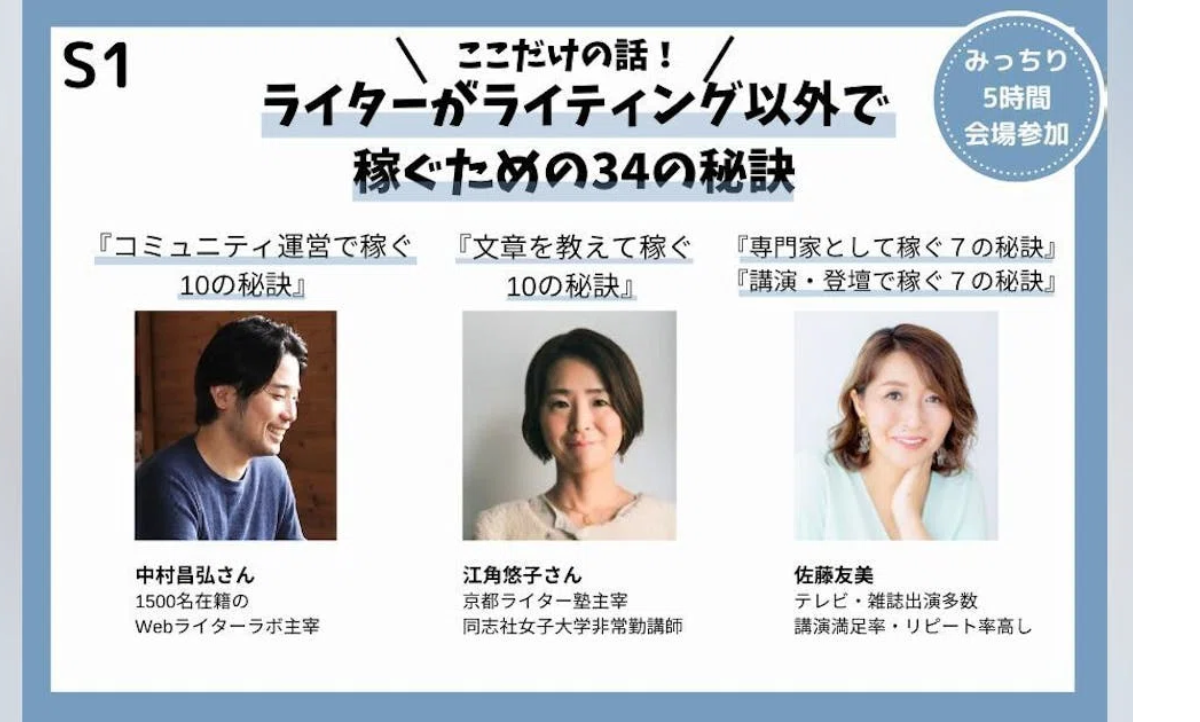 S1
ここだけの話！
ライターがライティング以外で
稼ぐための34の秘訣
みっちり
5時間
会場参加
『コミュニティ運営で稼ぐ
10の秘訣』
『文章を教えて稼ぐ
10の秘訣』
『専門家として稼ぐ７の秘訣』
『講演・登壇で稼ぐ７の秘訣』
中村昌弘さん
1500名在籍の
Webライターラボ主宰
江角悠子さん
京都ライター塾主宰
同志社女子大学非常勤講師
佐藤友美
テレビ・雑誌出演多数
講演満足率・リピート率高し